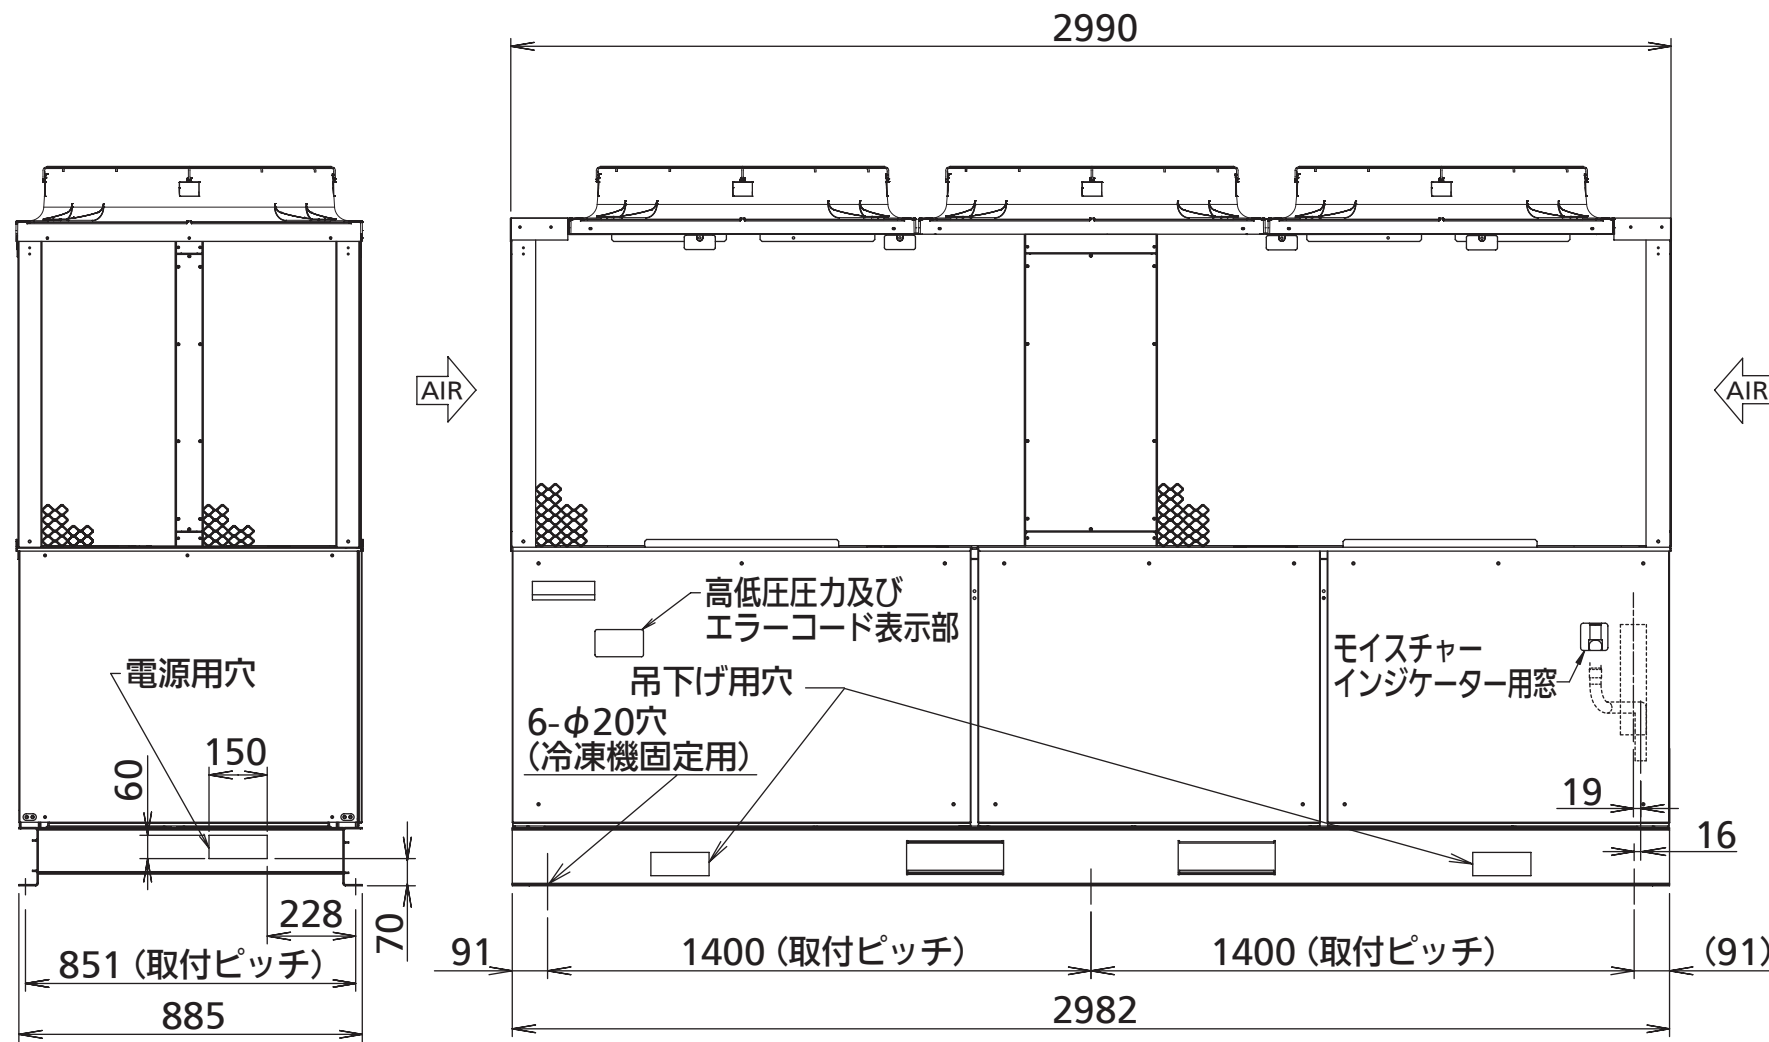 2990
AIR
AIR
高低圧圧力及び
エラーコード表示部
電源用穴
吊下げ用穴
モイスチャー
インジケーター用窓
6-φ20穴
（冷凍機固定用）
150
60
19
16
228
70
851（取付ピッチ）
885
91
1400（取付ピッチ）
1400（取付ピッチ）
（91）
2982